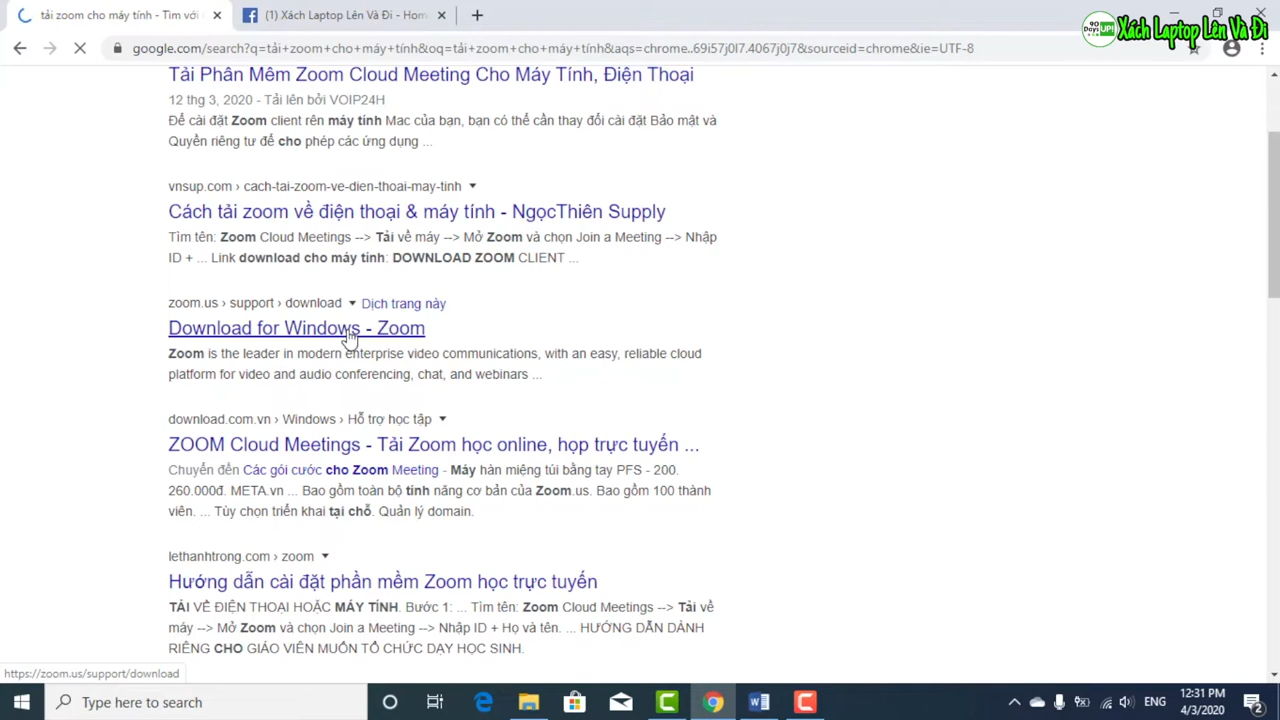 tải zoom cho máy tính - Tìm với
(1) Xách Laptop Lên Và Đi - Hom
90 Days UP!
Xách Laptop Lên Và Đi
google.com/search?q=tải+zoom+cho+máy+tính&oq=tải+zoom+cho+máy+tính&aqs=chrome..69i57j0l7.4067j0j7&sourceid=chrome&ie=UTF-8
Tải Phân Mêm Zoom Cloud Meeting Cho Máy Tính, Điện Thoại
12 thg 3, 2020 - Tải lên bởi VOIP24H
Để cài đặt Zoom client rên máy tính Mac của bạn, bạn có thể cần thay đổi cài đặt Bảo mật và
Quyền riêng tư để cho phép các ứng dụng ...
vnsup.com › cach-tai-zoom-ve-dien-thoai-may-tinh
Cách tải zoom về điện thoại & máy tính - NgọcThiên Supply
Tìm tên: Zoom Cloud Meetings --> Tải về máy --> Mở Zoom và chọn Join a Meeting --> Nhập
ID + ... Link download cho máy tính: DOWNLOAD ZOOM CLIENT ...
zoom.us › support › download Dịch trang này
Download for Windows - Zoom
Zoom is the leader in modern enterprise video communications, with an easy, reliable cloud
platform for video and audio conferencing, chat, and webinars ...
download.com.vn › Windows › Hỗ trợ học tập
ZOOM Cloud Meetings - Tải Zoom học online, họp trực tuyến ...
Chuyển đến Các gói cước cho Zoom Meeting - Máy hàn miệng túi bằng tay PFS - 200.
260.000đ. META.vn ... Bao gồm toàn bộ tính năng cơ bản của Zoom.us. Bao gồm 100 thành
viên. ... Tùy chọn triển khai tại chỗ. Quản lý domain.
lethanhtrong.com › zoom
Hướng dẫn cài đặt phần mềm Zoom học trực tuyến
TẢI VỀ ĐIỆN THOẠI HOẶC MÁY TÍNH. Bước 1: ... Tìm tên: Zoom Cloud Meetings --> Tải về
máy --> Mở Zoom và chọn Join a Meeting --> Nhập ID + Họ và tên. ... HƯỚNG DẪN DÀNH
RIÊNG CHO GIÁO VIÊN MUỐN TỔ CHỨC DẠY HỌC SINH.
https://zoom.us/support/download
Type here to search
ENG
12:31 PM
4/3/2020
2